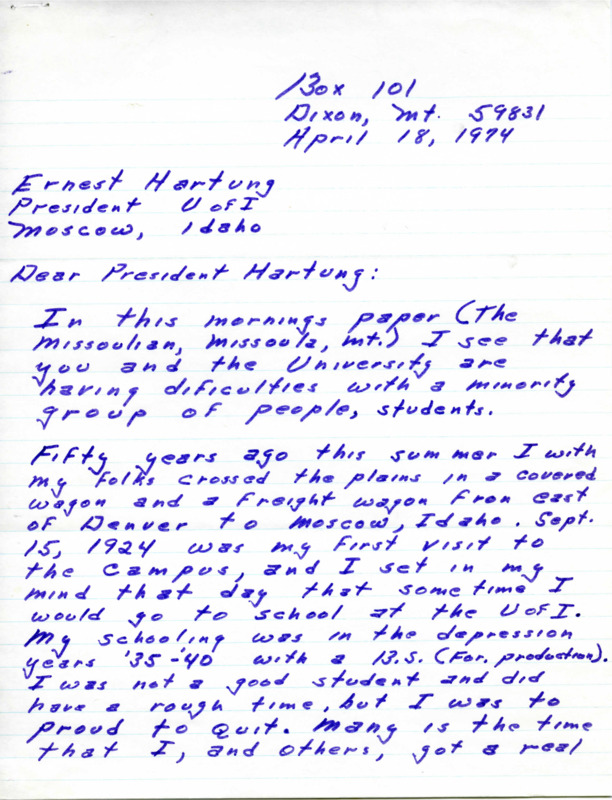 Box 101
Dixon, Mt. 59831
April 18, 1974
Ernest Hartung
President U of I
Moscow, Idaho
Dear President Hartung:
In this mornings paper (The
Missoulian, Missoula, Mt.) I see that
you and the University are
having dificulties with a minority
group of people, students.
Fifty years ago this summer I with
my folks crossed the plains in a covered
wagon and a freight wagon fron east
of Denver to Moscow, Idaho. Sept.
15, 1924 was my first visit to
the campus, and I set in my
mind that day that sometime I
would go to school at the U of I.
My schooling was in the depression
years '35-'40 with a B.S. (For. production).
I was not a good student and did
have a rough time, but I was to
proud to quit. Many is the time
that I, and others, got a real